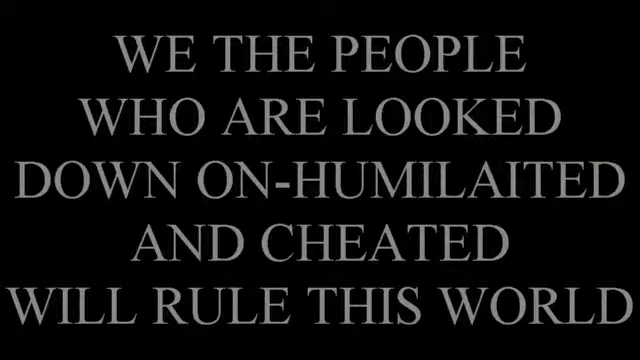 WE THE PEOPLE
WHO ARE LOOKED
DOWN ON-HUMILAITED
AND CHEATED
WILL RULE THIS WORLD